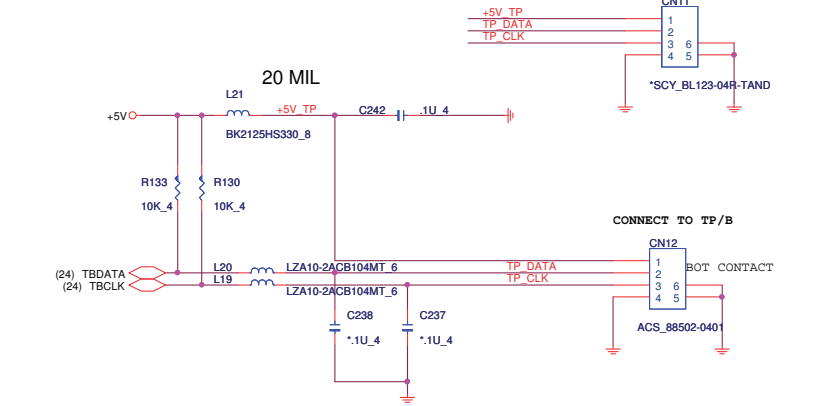 CN11
+5V_TP
1
TP_DATA
2
TP_CLK
3 6
4 5
*SCY_BL123-04R-TAND
20 MIL
L21
+5V
+5V_TP
C242 .1U_4
BK2125HS330_8
R133 R130
10K_4 10K_4
CONNECT TO TP/B
CN12
1
BOT CONTACT
(24) TBDATA L20 LZA10-2ACB104MT_6 TP_DATA 2
(24) TBCLK L19 TP_CLK 3 6
LZA10-2ACB104MT_6 4 5
C238 C237
*.1U_4 *.1U_4
ACS_88502-0401